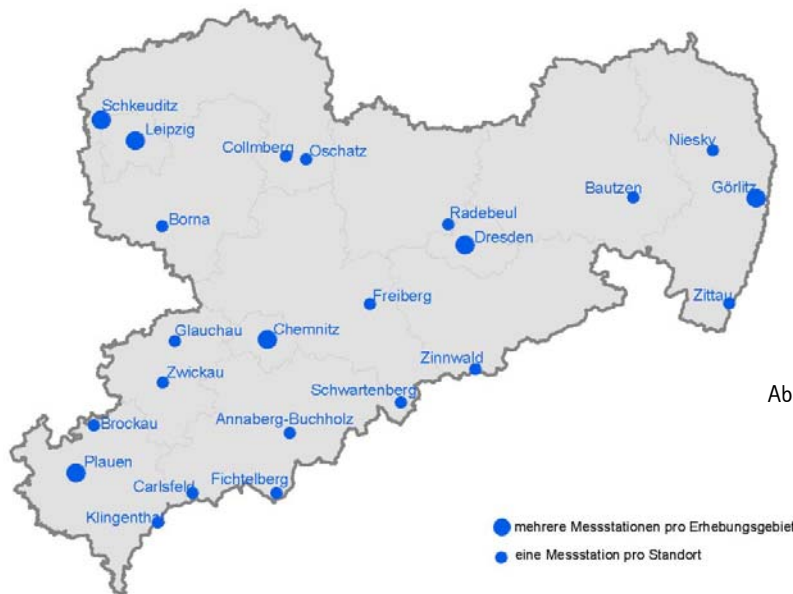 Schkeuditz
Leipzig
Collmberg
Oschatz
Niesky
Bautzen
Görlitz
Borna
Radebeul
Dresden
Freiberg
Zittau
Glauchau
Chemnitz
Zwickau
Zinnwald
Schwartenberg
Ab
Brockau
Annaberg-Buchholz
Plauen
Carlsfeld
Fichtelberg
Klingenthal
mehrere Messstationen pro Erhebungsgebiet
eine Messstation pro Standort